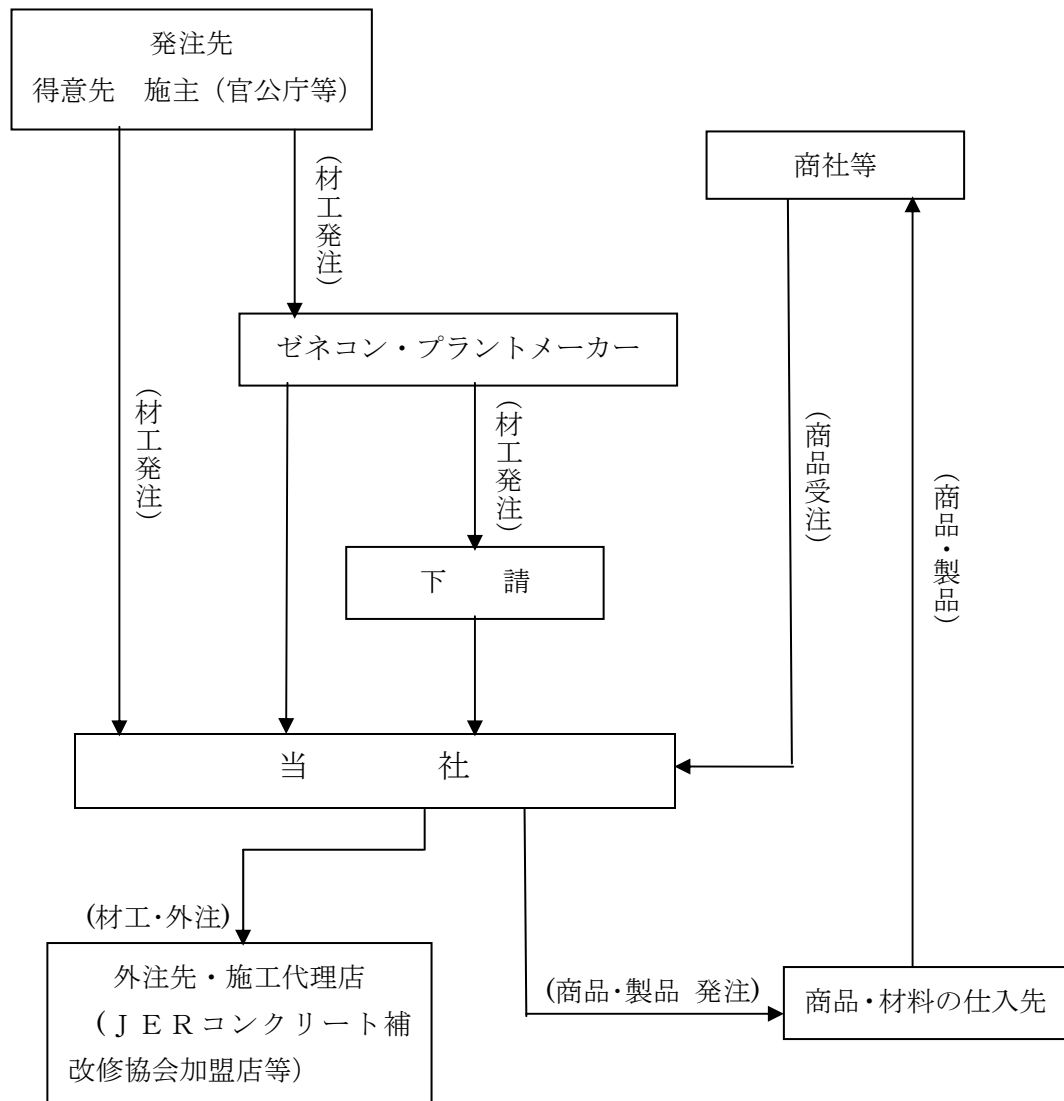 発注先
得意先　施主（官公庁等）
（材工発注）
商社等
ゼネコン・プラントメーカー
（材工発注）
（材工発注）
（商品受注）
（商品・製品）
下　　請
当　　　　社
(材工・外注)
外注先・施工代理店
（ＪＥＲコンクリート補
改修協会加盟店等）
(商品・製品 発注)
商品・材料の仕入先